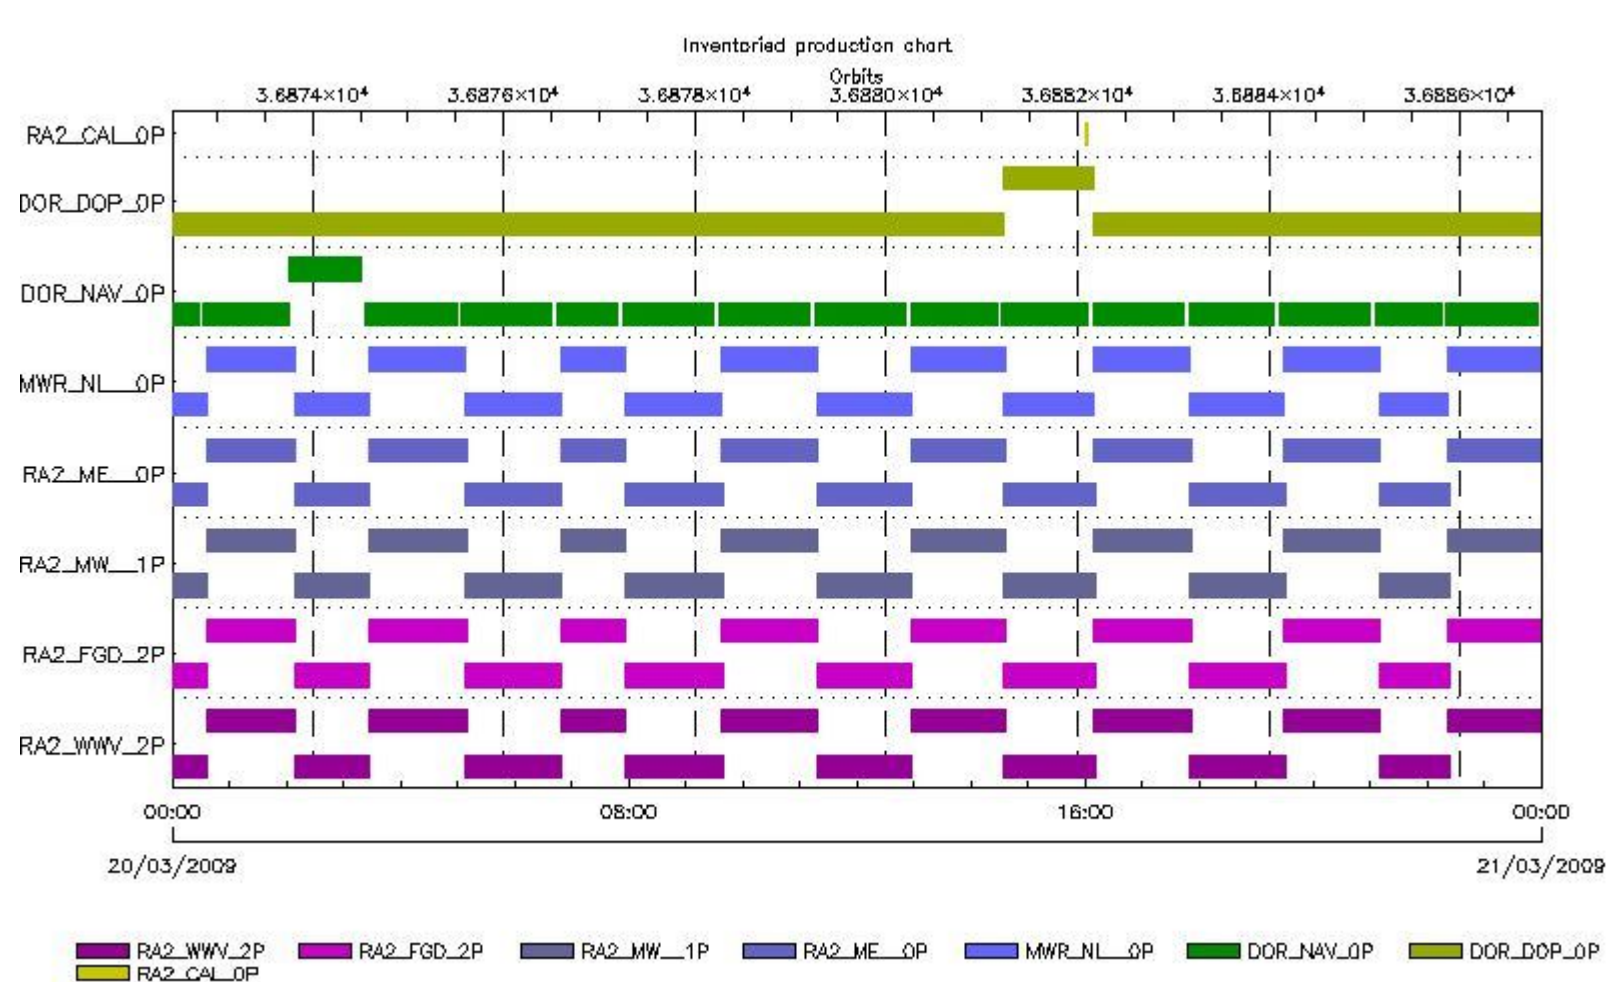 Inventoried production chart
Orbits
3.6874×10⁴ 3.6876×10⁴ 3.6878×10⁴ 3.6880×10⁴ 3.6882×10⁴ 3.6884×10⁴ 3.6886×10⁴
RA2_CAL_0P
DOR_DOP_0P
DOR_NAV_0P
MWR_NL__0P
RA2_ME__0P
RA2_MW__1P
RA2_FGD_2P
RA2_WWV_2P
00:00 08:00 16:00 00:00
20/03/2009 21/03/2009
RA2_WWV_2P RA2_FGD_2P RA2_MW__1P RA2_ME__0P MWR_NL__0P DOR_NAV_0P DOR_DOP_0P
RA2_CAL_0P